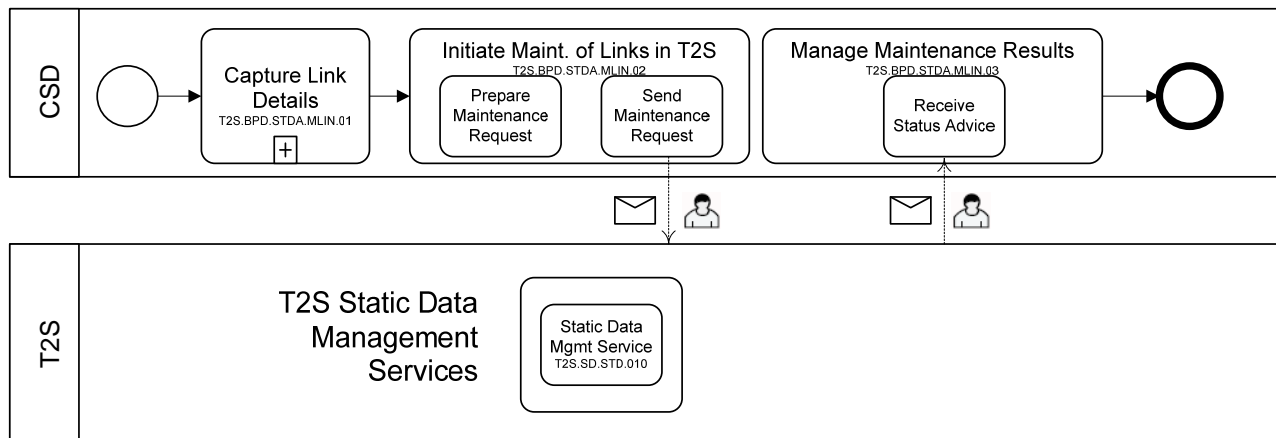 CSD
Capture Link
Details
T2S.BPD.STDA.MLIN.01
+
Initiate Maint. of Links in T2S
T2S.BPD.STDA.MLIN.02
Prepare
Maintenance
Request
Send
Maintenance
Request
Manage Maintenance Results
T2S.BPD.STDA.MLIN.03
Receive
Status Advice
T2S
T2S Static Data
Management
Services
Static Data
Mgmt Service
T2S.SD.STD.010